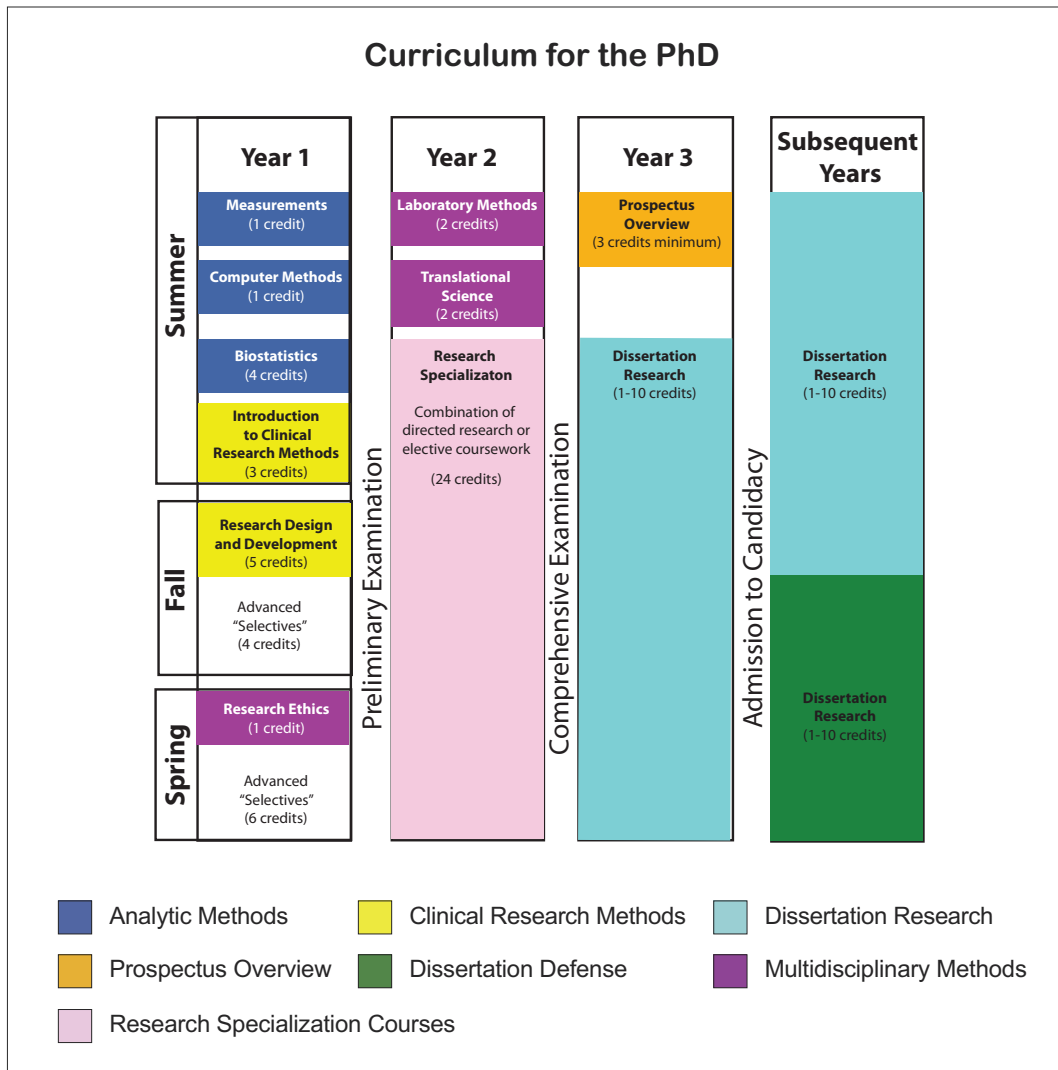 Curriculum for the PhD
Summer
Fall
Spring
Year 1
Measurements
(1 credit)
Computer Methods
(1 credit)
Biostatistics
(4 credits)
Introduction
to Clinical
Research Methods
(3 credits)
Research Design
and Development
(5 credits)
Advanced
“Selectives”
(4 credits)
Research Ethics
(1 credit)
Advanced
“Selectives”
(6 credits)
Preliminary Examination
Year 2
Laboratory Methods
(2 credits)
Translational
Science
(2 credits)
Research
Specializaton
Combination of
directed research or
elective coursework
(24 credits)
Comprehensive Examination
Year 3
Prospectus
Overview
(3 credits minimum)
Dissertation
Research
(1-10 credits)
Admission to Candidacy
Subsequent
Years
Dissertation
Research
(1-10 credits)
Dissertation
Research
(1-10 credits)
Analytic Methods
Clinical Research Methods
Dissertation Research
Prospectus Overview
Dissertation Defense
Multidisciplinary Methods
Research Specialization Courses